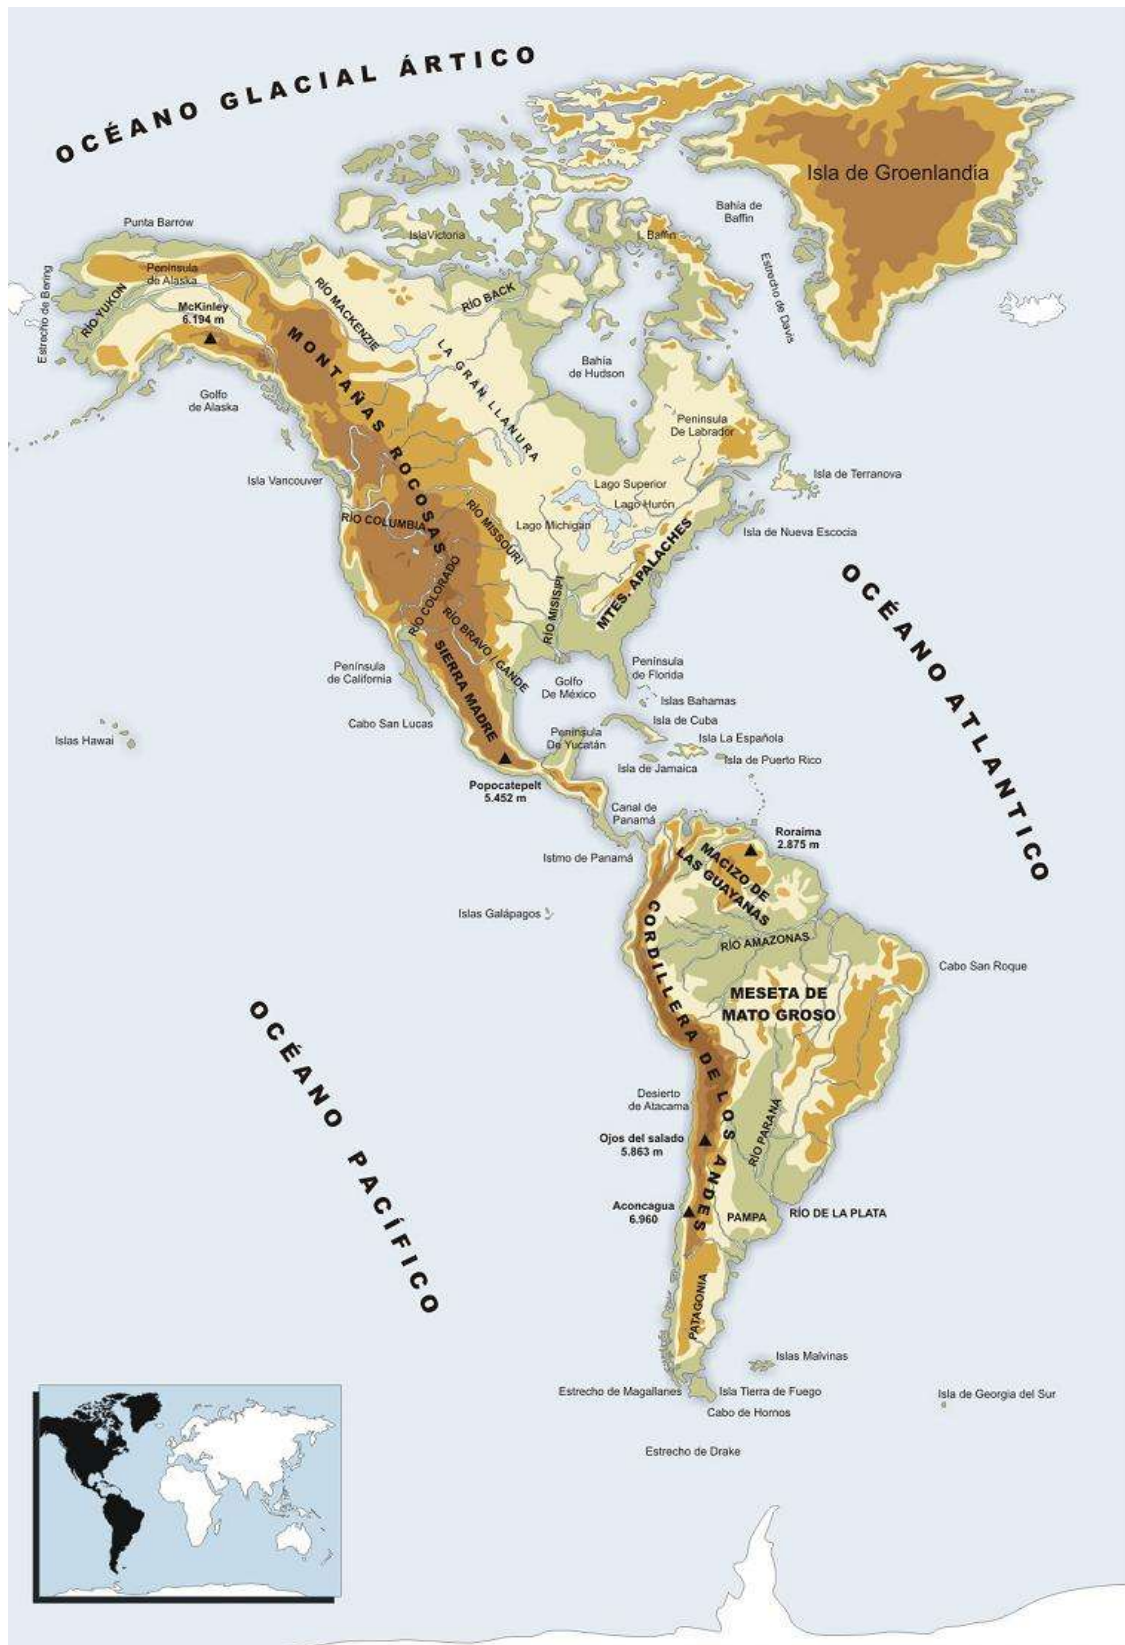 OCÉANO GLACIAL ÁRTICO
Isla de Groenlandia
Bahía de
Baffin
Punta Barrow
IslaVictoria
I. Baffin
Estrecho de Davis
Estrecho de Bering
Península
de Alaska
RÍO YUKON
McKinley
6.194 m
RÍO MACKENZIE
RÍO BACK
MONTAÑAS ROCOSAS
LA GRAN LLANURA
Bahía
de Hudson
Golfo
de Alaska
Península
De Labrador
Isla Vancouver
Isla de Terranova
Lago Superior
Lago Hurón
Lago Michigan
Isla de Nueva Escocia
RÍO COLUMBIA
RÍO MISSOURI
MTES. APALACHES
RÍO COLORADO
RÍO MISISIPI
RÍO BRAVO / GANDE
SIERRA MADRE
OCÉANO ATLANTICO
Península
de California
Golfo
De México
Península
de Florida
Islas Bahamas
Cabo San Lucas
Isla de Cuba
Islas Hawai
Península
De Yucatán
Isla La Española
Isla de Jamaica
Isla de Puerto Rico
Popocatepelt
5.452 m
Canal de
Panamá
Istmo de Panamá
Roraima
2.875 m
MACIZO DE
LAS GUAYANAS
Islas Galápagos
RÍO AMAZONAS
Cabo San Roque
CORDILLERA DE LOS ANDES
MESETA DE
MATO GROSO
OCÉANO PACÍFICO
Desierto
de Atacama
RÍO PARANÁ
Ojos del salado
5.863 m
Aconcagua
6.960
PAMPA
RÍO DE LA PLATA
PATAGONIA
Islas Malvinas
Estrecho de Magallanes
Isla Tierra de Fuego
Isla de Georgia del Sur
Cabo de Hornos
Estrecho de Drake